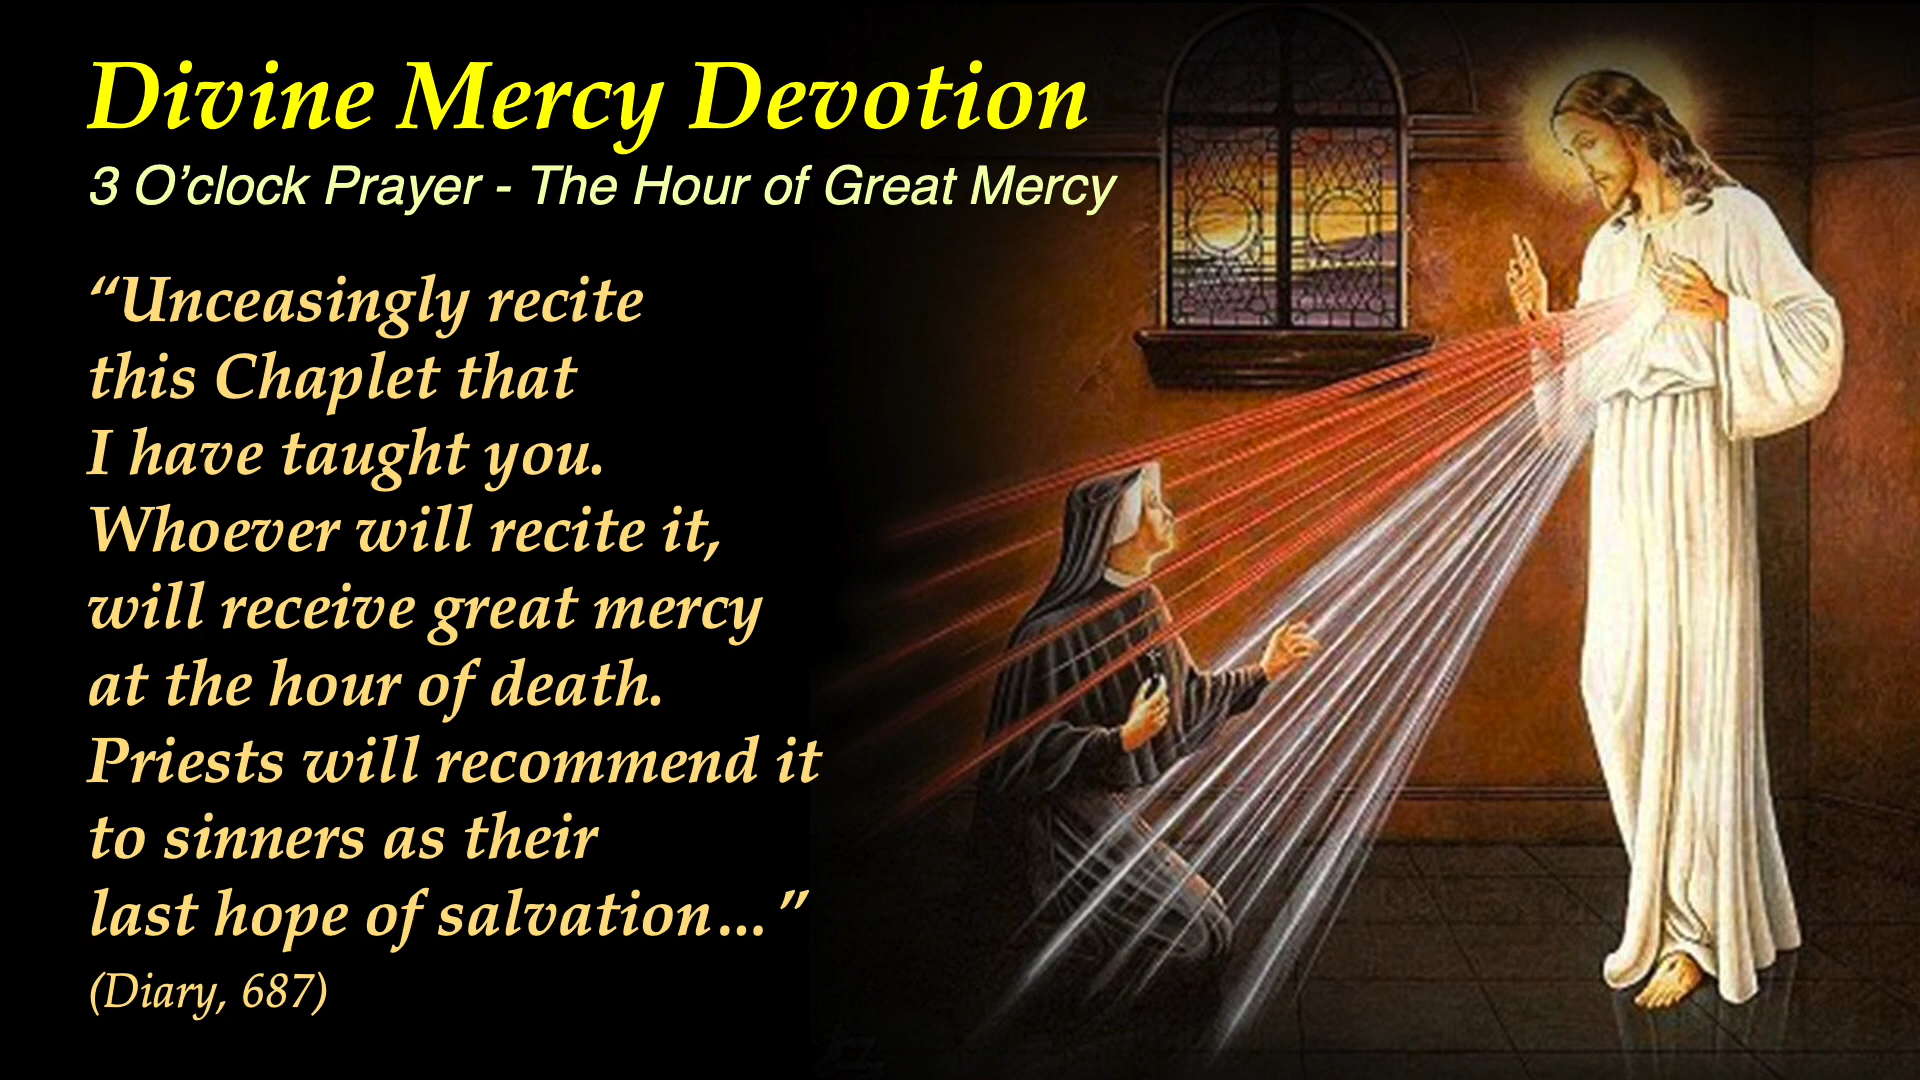 Divine Mercy Devotion
3 O’clock Prayer - The Hour of Great Mercy
“Unceasingly recite
this Chaplet that
I have taught you.
Whoever will recite it,
will receive great mercy
at the hour of death.
Priests will recommend it
to sinners as their
last hope of salvation...”
(Diary, 687)